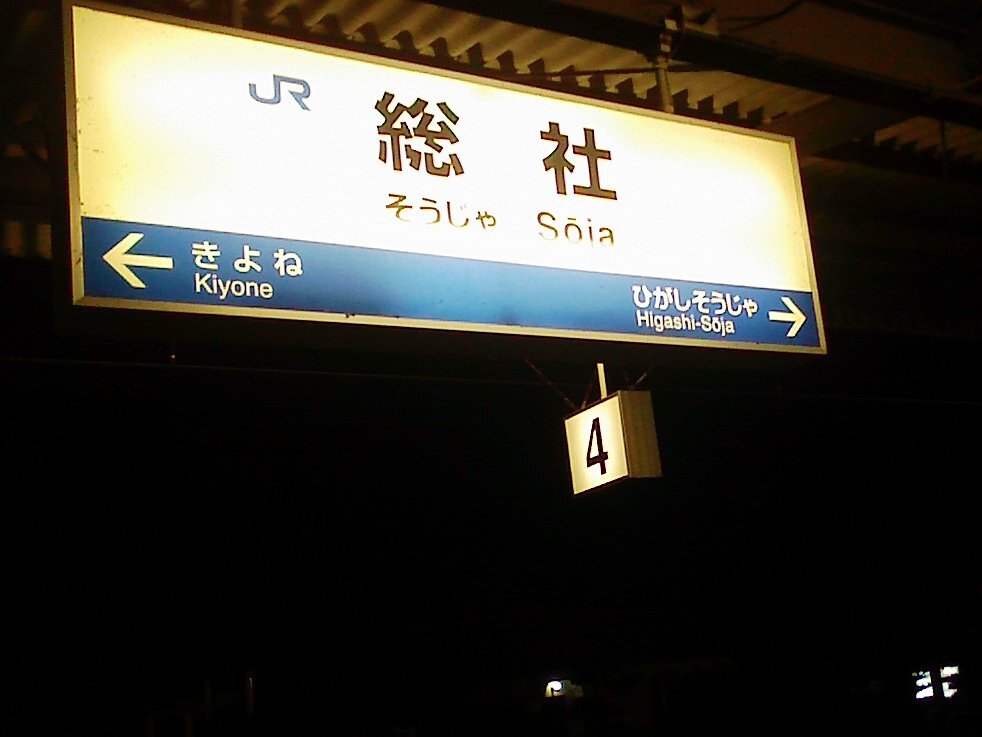 JR 総社
そうじゃ Sōja
← きよね
Kiyone
ひがしそうじゃ →
Higashi-Sōja
4